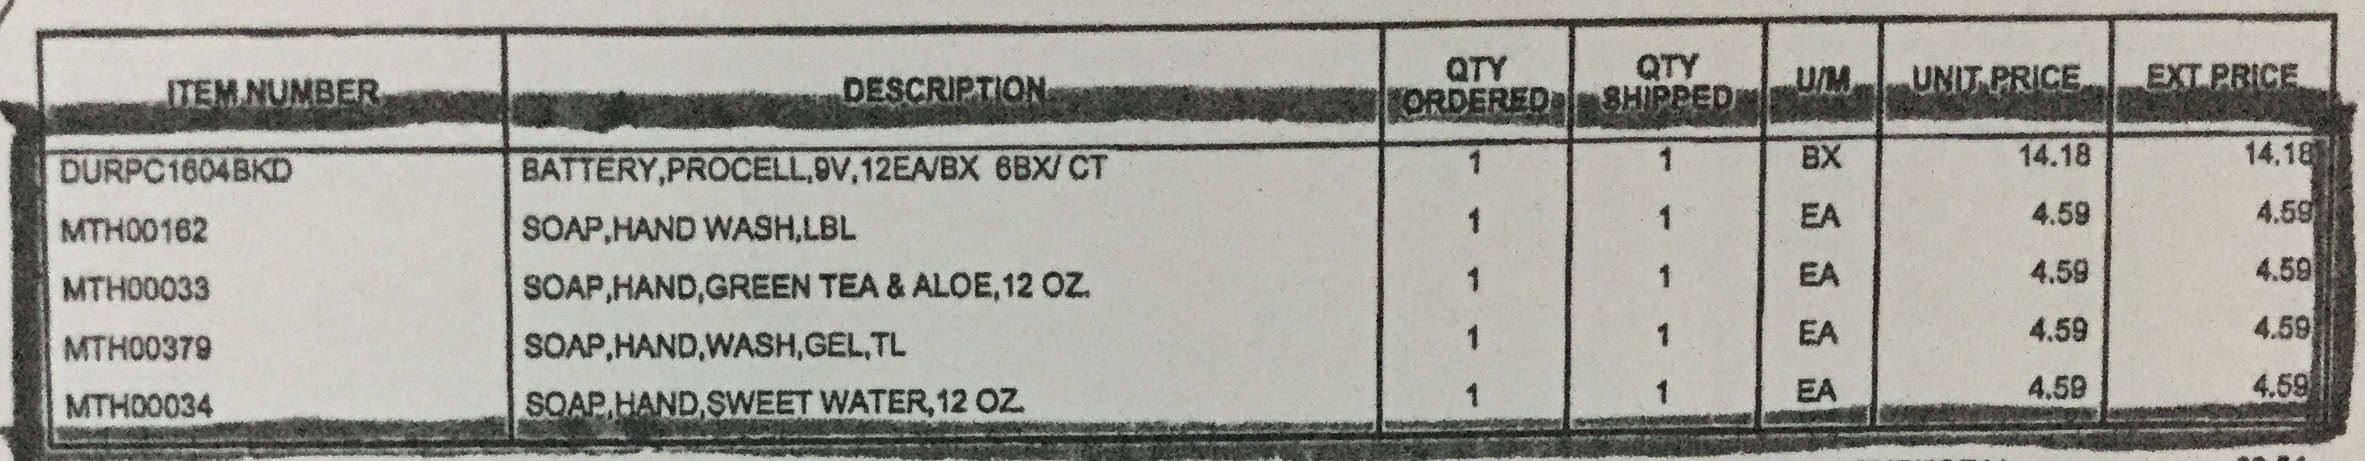 ITEM NUMBER DESCRIPTION QTY ORDERED QTY SHIPPED U/M UNIT PRICE EXT PRICE
DURPC1604BKD BATTERY,PROCELL,9V,12EA/BX 6BX/ CT 1 1 BX 14.18 14.18
MTH00162 SOAP,HAND WASH,LBL 1 1 EA 4.59 4.59
MTH00033 SOAP,HAND,GREEN TEA & ALOE,12 OZ. 1 1 EA 4.59 4.59
MTH00379 SOAP,HAND,WASH,GEL,TL 1 1 EA 4.59 4.59
MTH00034 SOAP,HAND,SWEET WATER,12 OZ. 1 1 EA 4.59 4.59